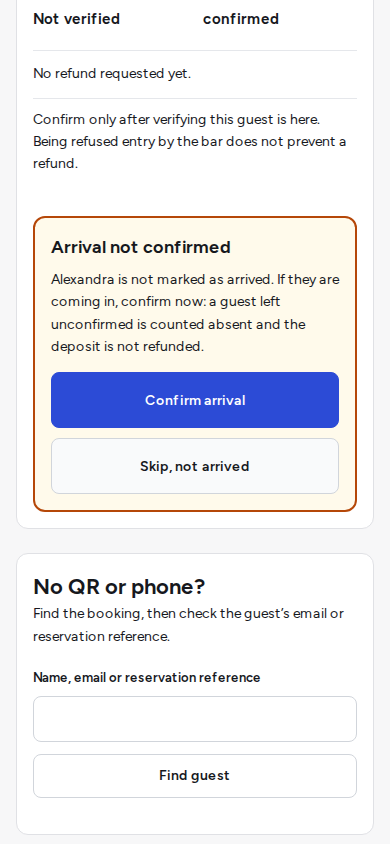 Not verified confirmed
No refund requested yet.
Confirm only after verifying this guest is here.
Being refused entry by the bar does not prevent a
refund.
Arrival not confirmed
Alexandra is not marked as arrived. If they are
coming in, confirm now: a guest left
unconfirmed is counted absent and the
deposit is not refunded.
Confirm arrival
Skip, not arrived
No QR or phone?
Find the booking, then check the guest’s email or
reservation reference.
Name, email or reservation reference
Find guest